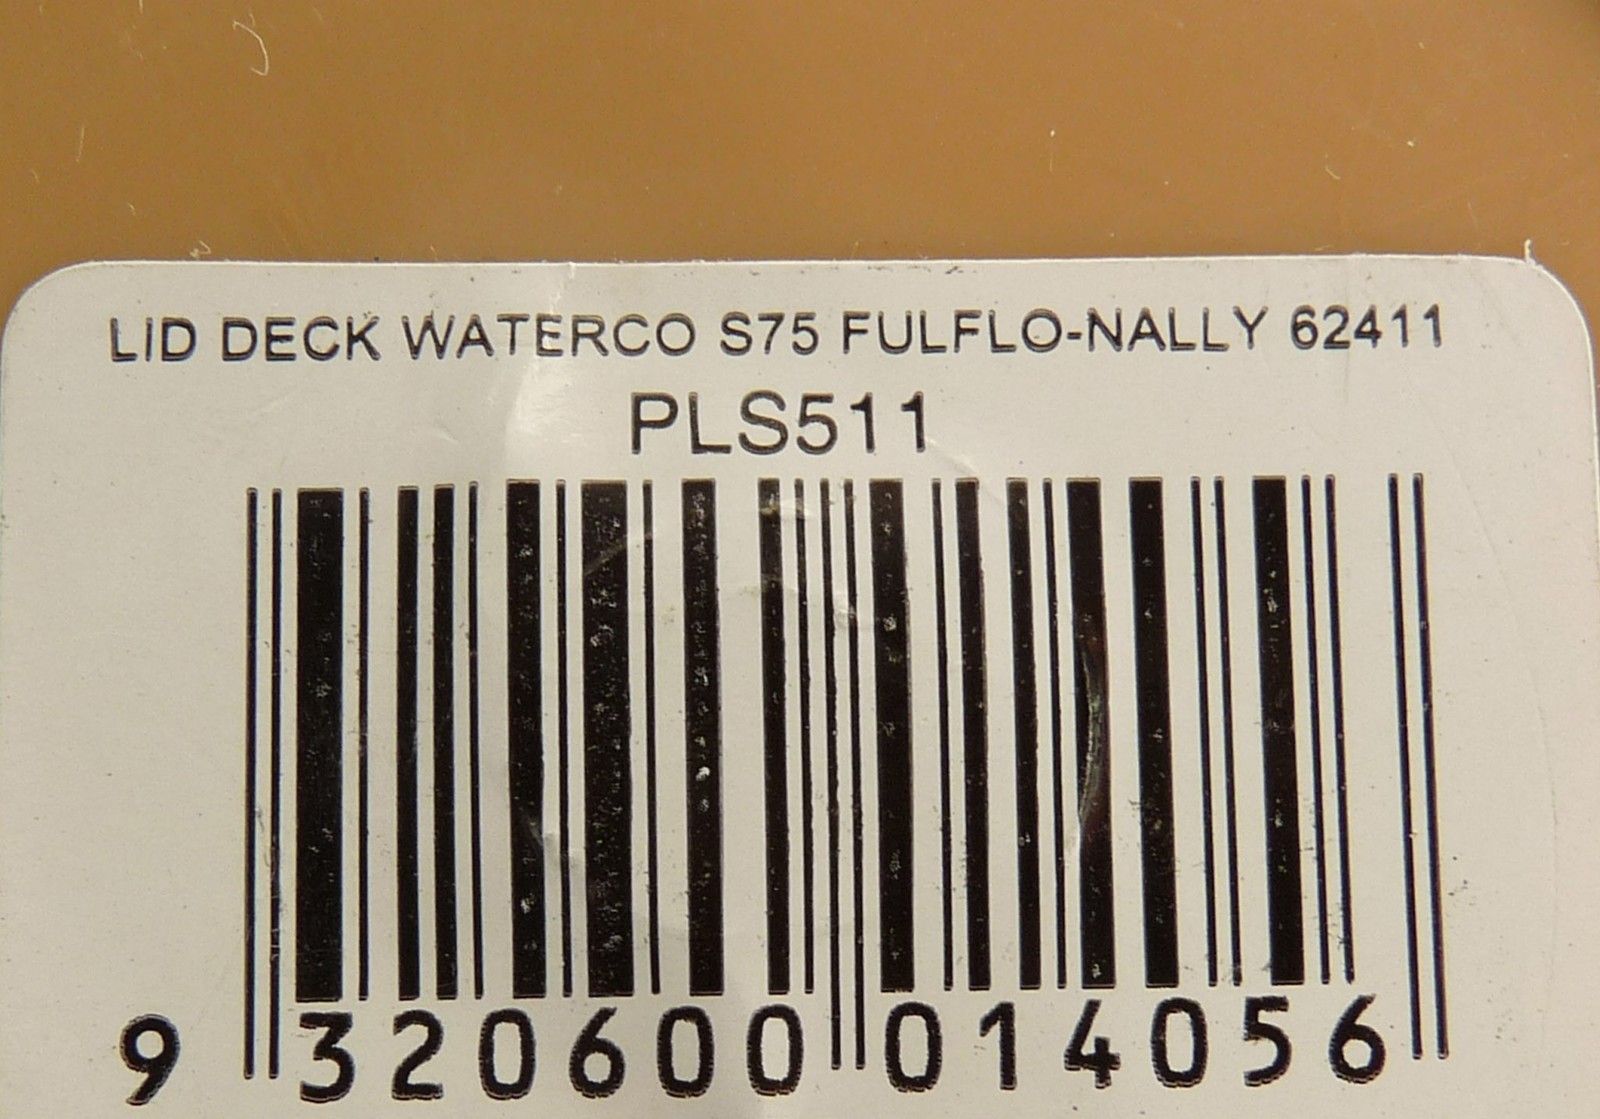 LID DECK WATERCO S75 FULFLO-NALLY 62411
PLS511
9 320600 014056